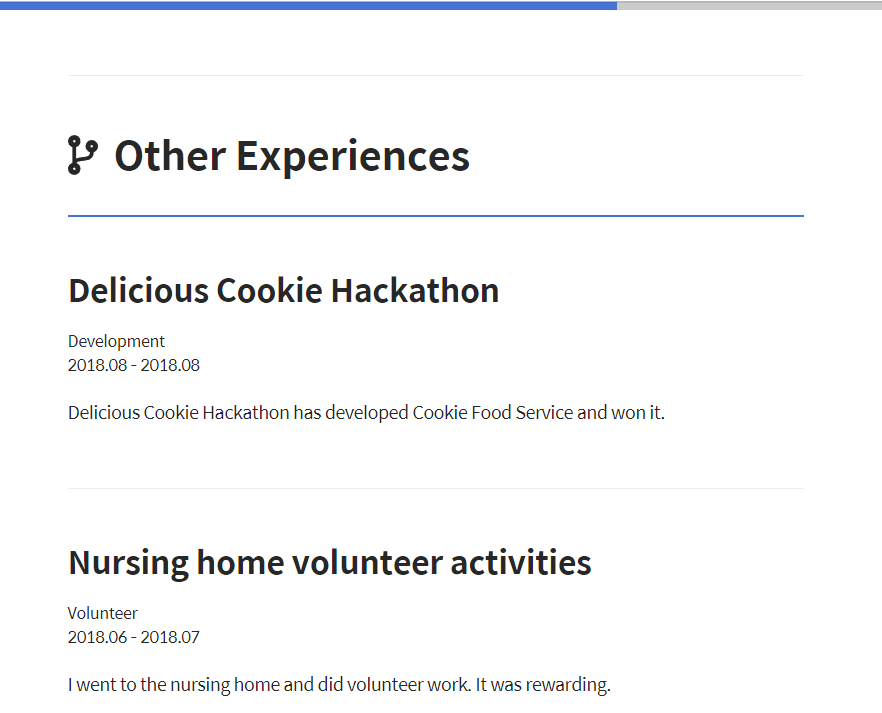 Other Experiences
Delicious Cookie Hackathon
Development
2018.08 - 2018.08
Delicious Cookie Hackathon has developed Cookie Food Service and won it.
Nursing home volunteer activities
Volunteer
2018.06 - 2018.07
I went to the nursing home and did volunteer work. It was rewarding.